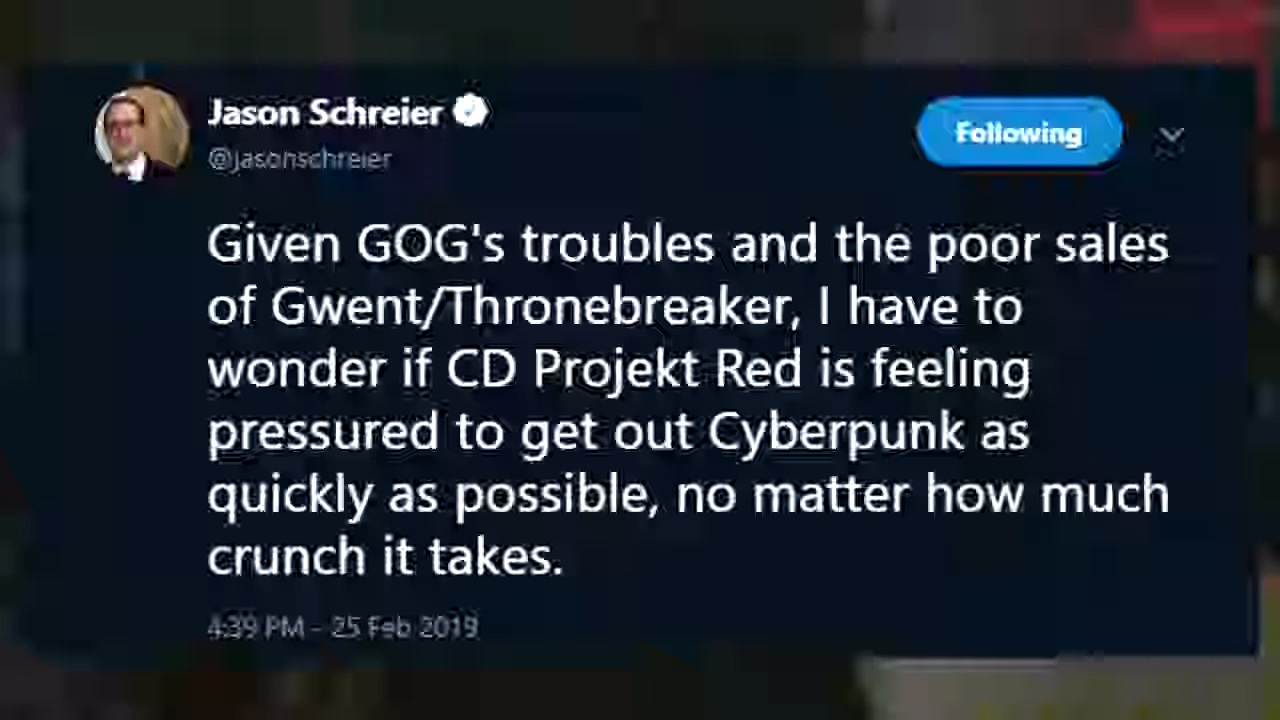 Jason Schreier
Following
@jasonschreier
Given GOG's troubles and the poor sales
of Gwent/Thronebreaker, I have to
wonder if CD Projekt Red is feeling
pressured to get out Cyberpunk as
quickly as possible, no matter how much
crunch it takes.
4:39 PM - 25 Feb 2019